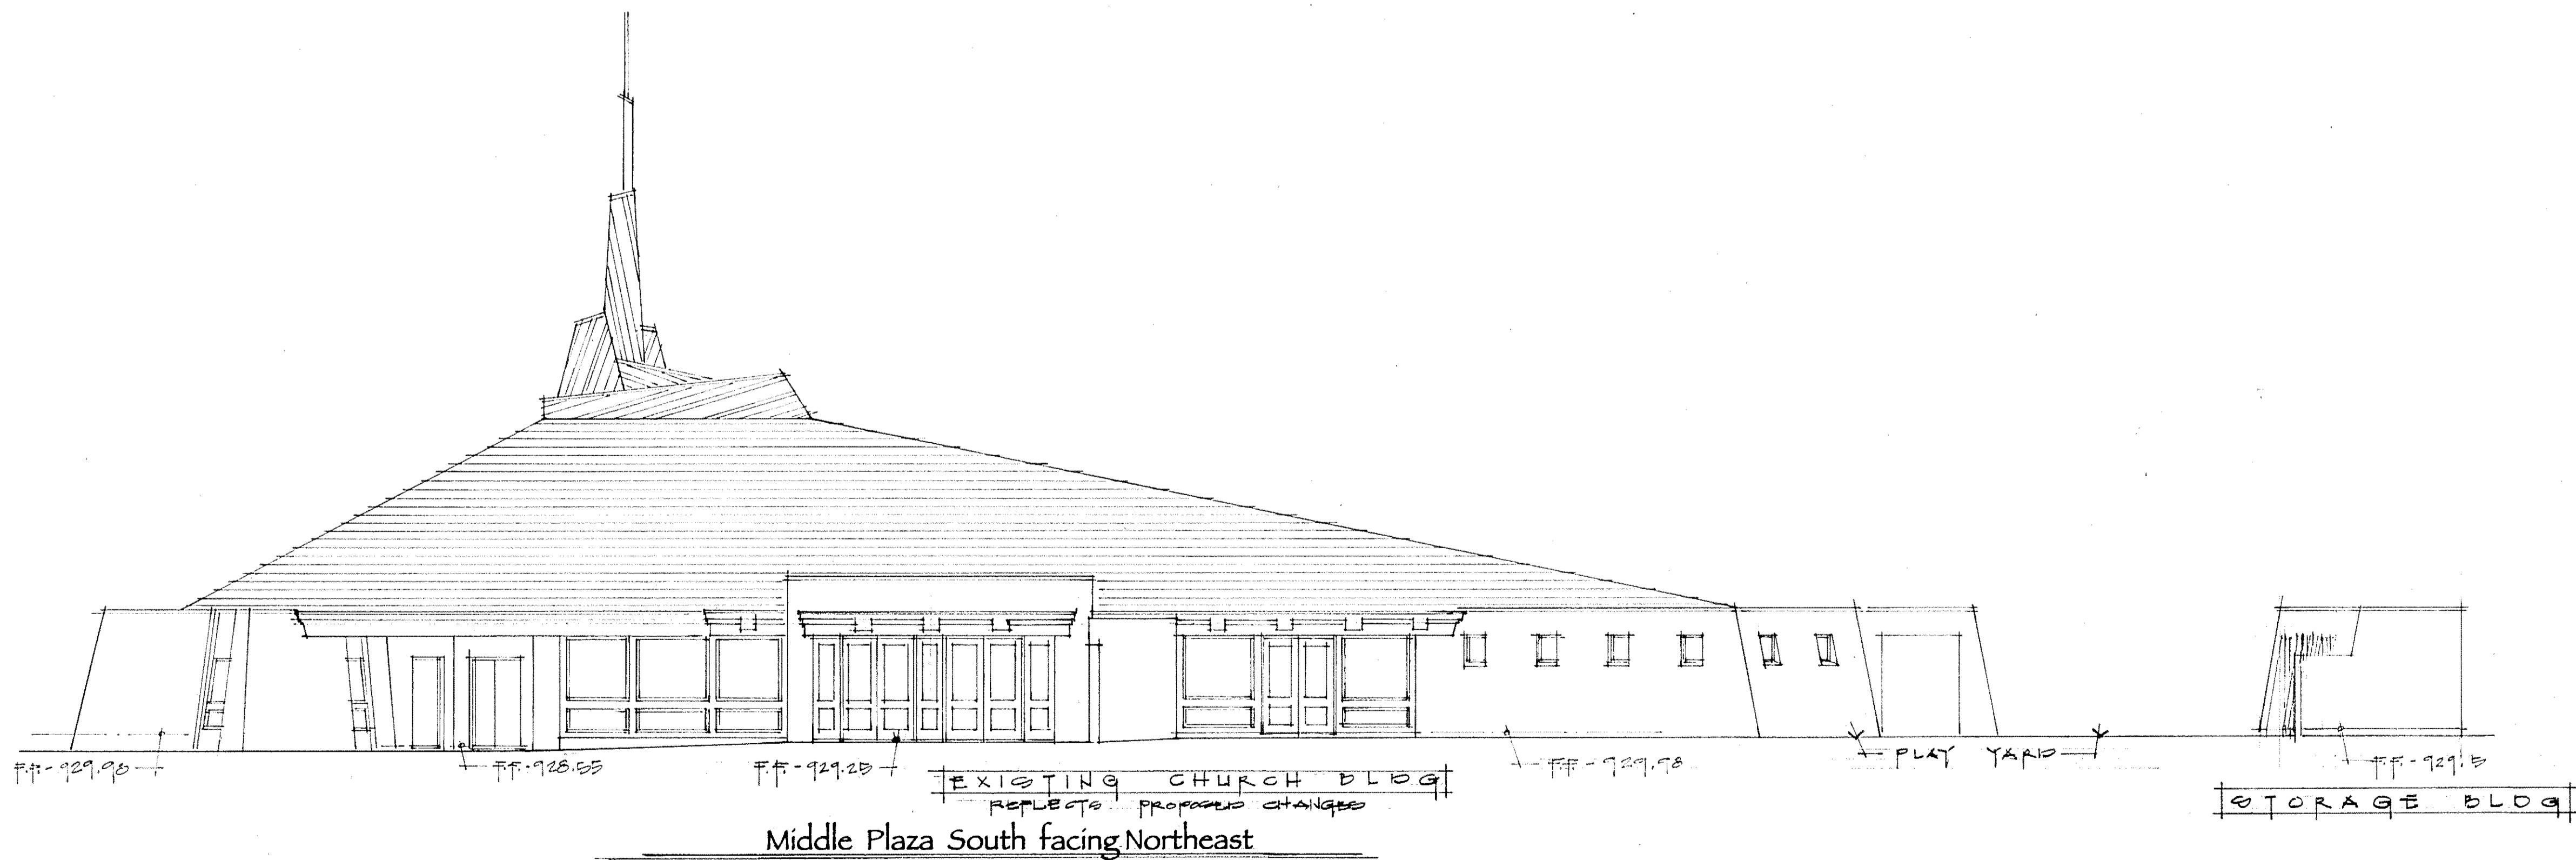 F.F. - 929.98
F.F. - 928.55
F.F. - 929.25
F.F. - 929.98
PLAY YARD
F.F. - 929.5
EXISTING CHURCH BLDG
REFLECTS PROPOSED CHANGES
STORAGE BLDG
Middle Plaza South facing Northeast